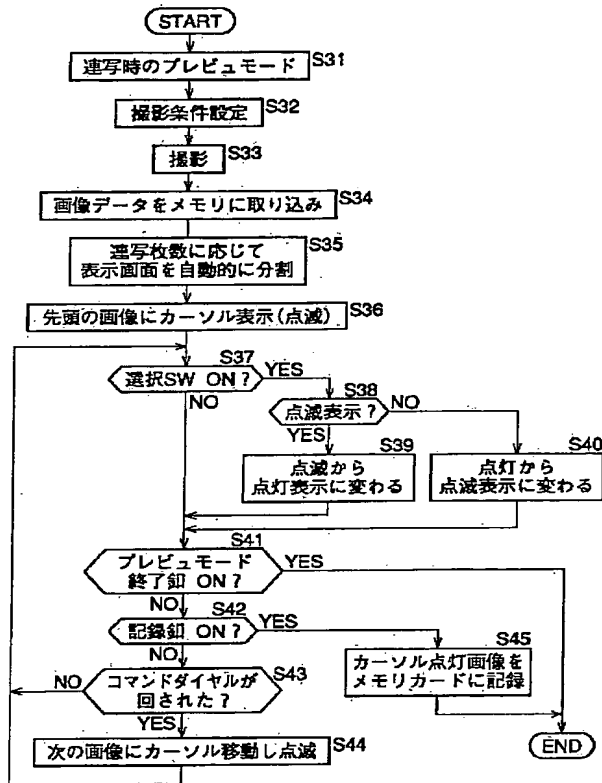 START
連写時のプレビュモード
S31
撮影条件設定
S32
撮影
S33
画像データをメモリに取り込み
S34
連写枚数に応じて
表示画面を自動的に分割
S35
先頭の画像にカーソル表示(点滅)
S36
選択SW ON?
S37
YES
NO
点滅表示?
S38
NO
YES
点滅から
点灯表示に変わる
S39
点灯から
点滅表示に変わる
S40
プレビュモード
終了釦 ON?
S41
YES
NO
記録釦 ON?
S42
YES
NO
カーソル点灯画像を
メモリカードに記録
S45
コマンドダイヤルが
回された?
S43
NO
YES
次の画像にカーソル移動し点滅
S44
END